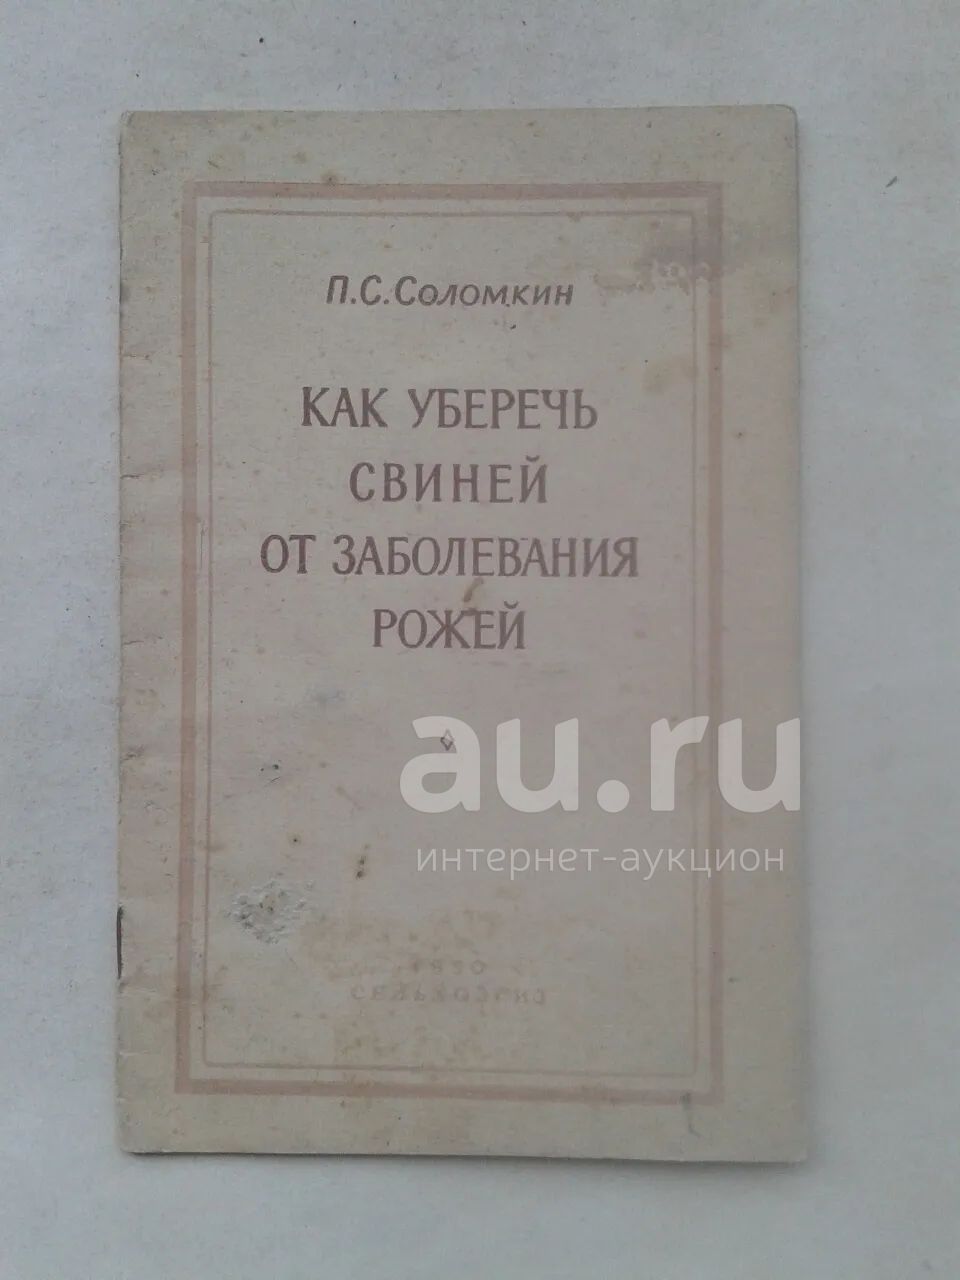 П.С.Соломкин
КАК УБЕРЕЧЬ
СВИНЕЙ
ОТ ЗАБОЛЕВАНИЯ
РОЖЕЙ
au.ru
интернет-аукцион